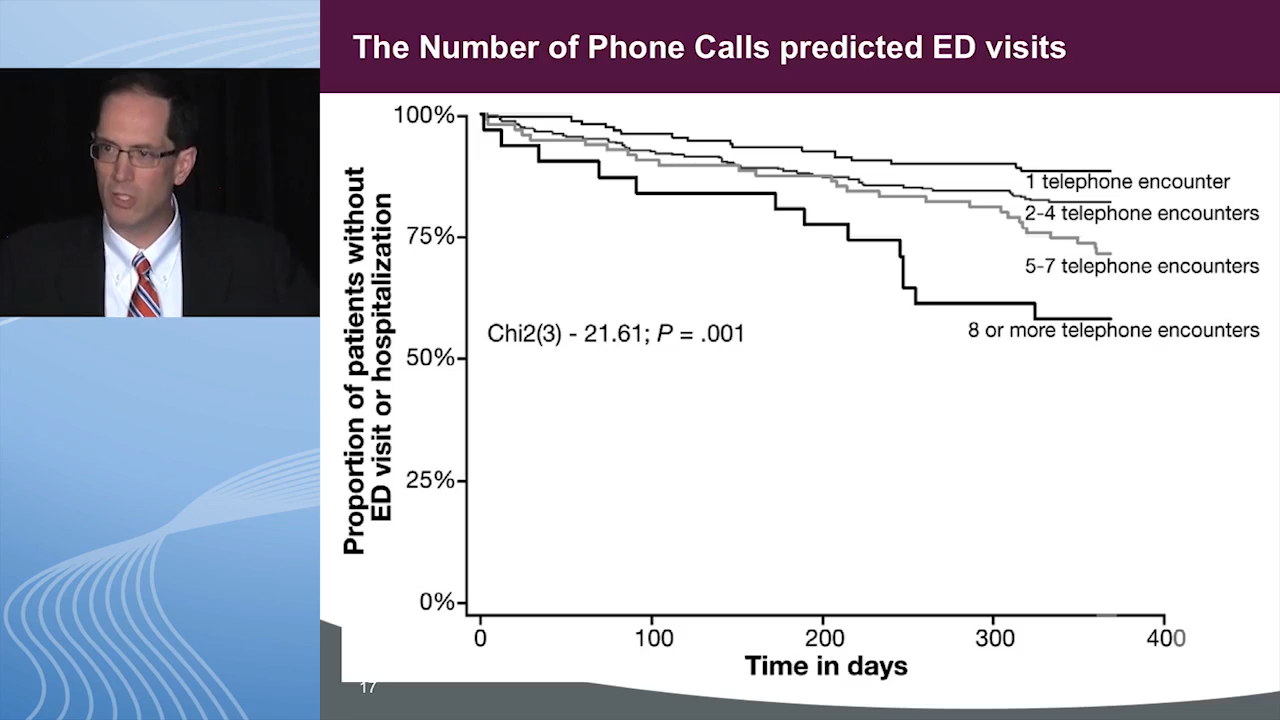 The Number of Phone Calls predicted ED visits
Proportion of patients without
ED visit or hospitalization
100%
75%
50%
25%
0%
1 telephone encounter
2-4 telephone encounters
5-7 telephone encounters
8 or more telephone encounters
Chi2(3) - 21.61; P = .001
0
100
200
300
400
Time in days
17